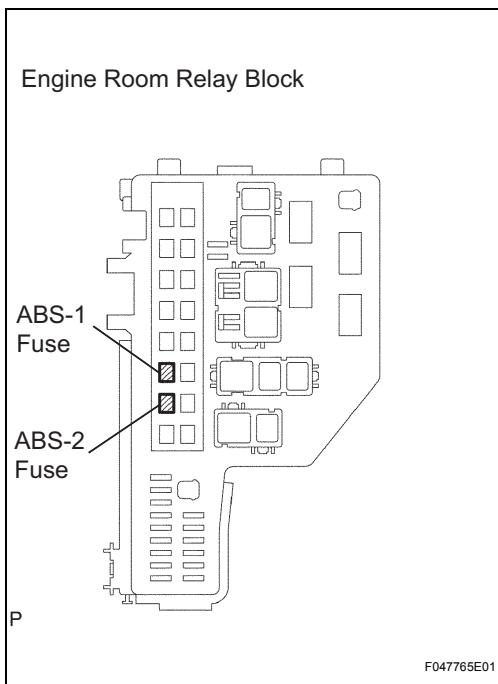 Engine Room Relay Block
ABS-1
Fuse
ABS-2
Fuse
P
F047765E01